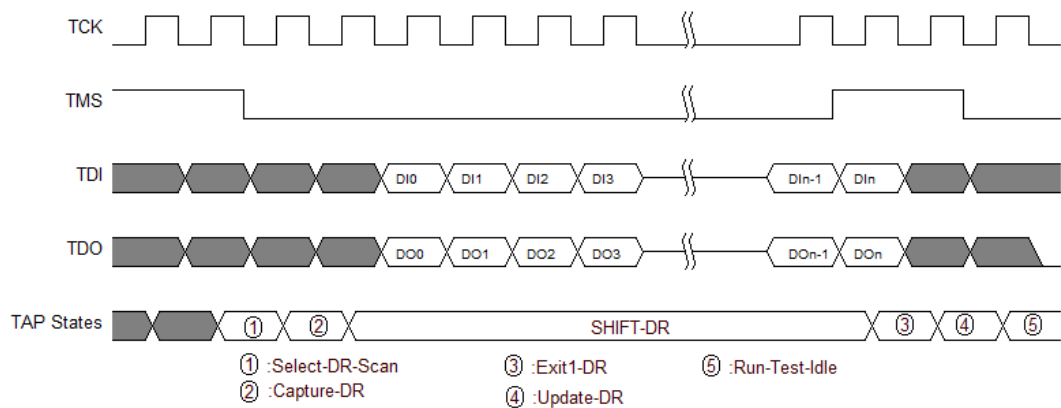 TCK
TMS
TDI DI0 DI1 DI2 DI3 DIn-1 DIn
TDO DO0 DO1 DO2 DO3 DOn-1 DOn
TAP States 1 2 SHIFT-DR 3 4 5
1 :Select-DR-Scan 3 :Exit1-DR 5 :Run-Test-Idle
2 :Capture-DR 4 :Update-DR